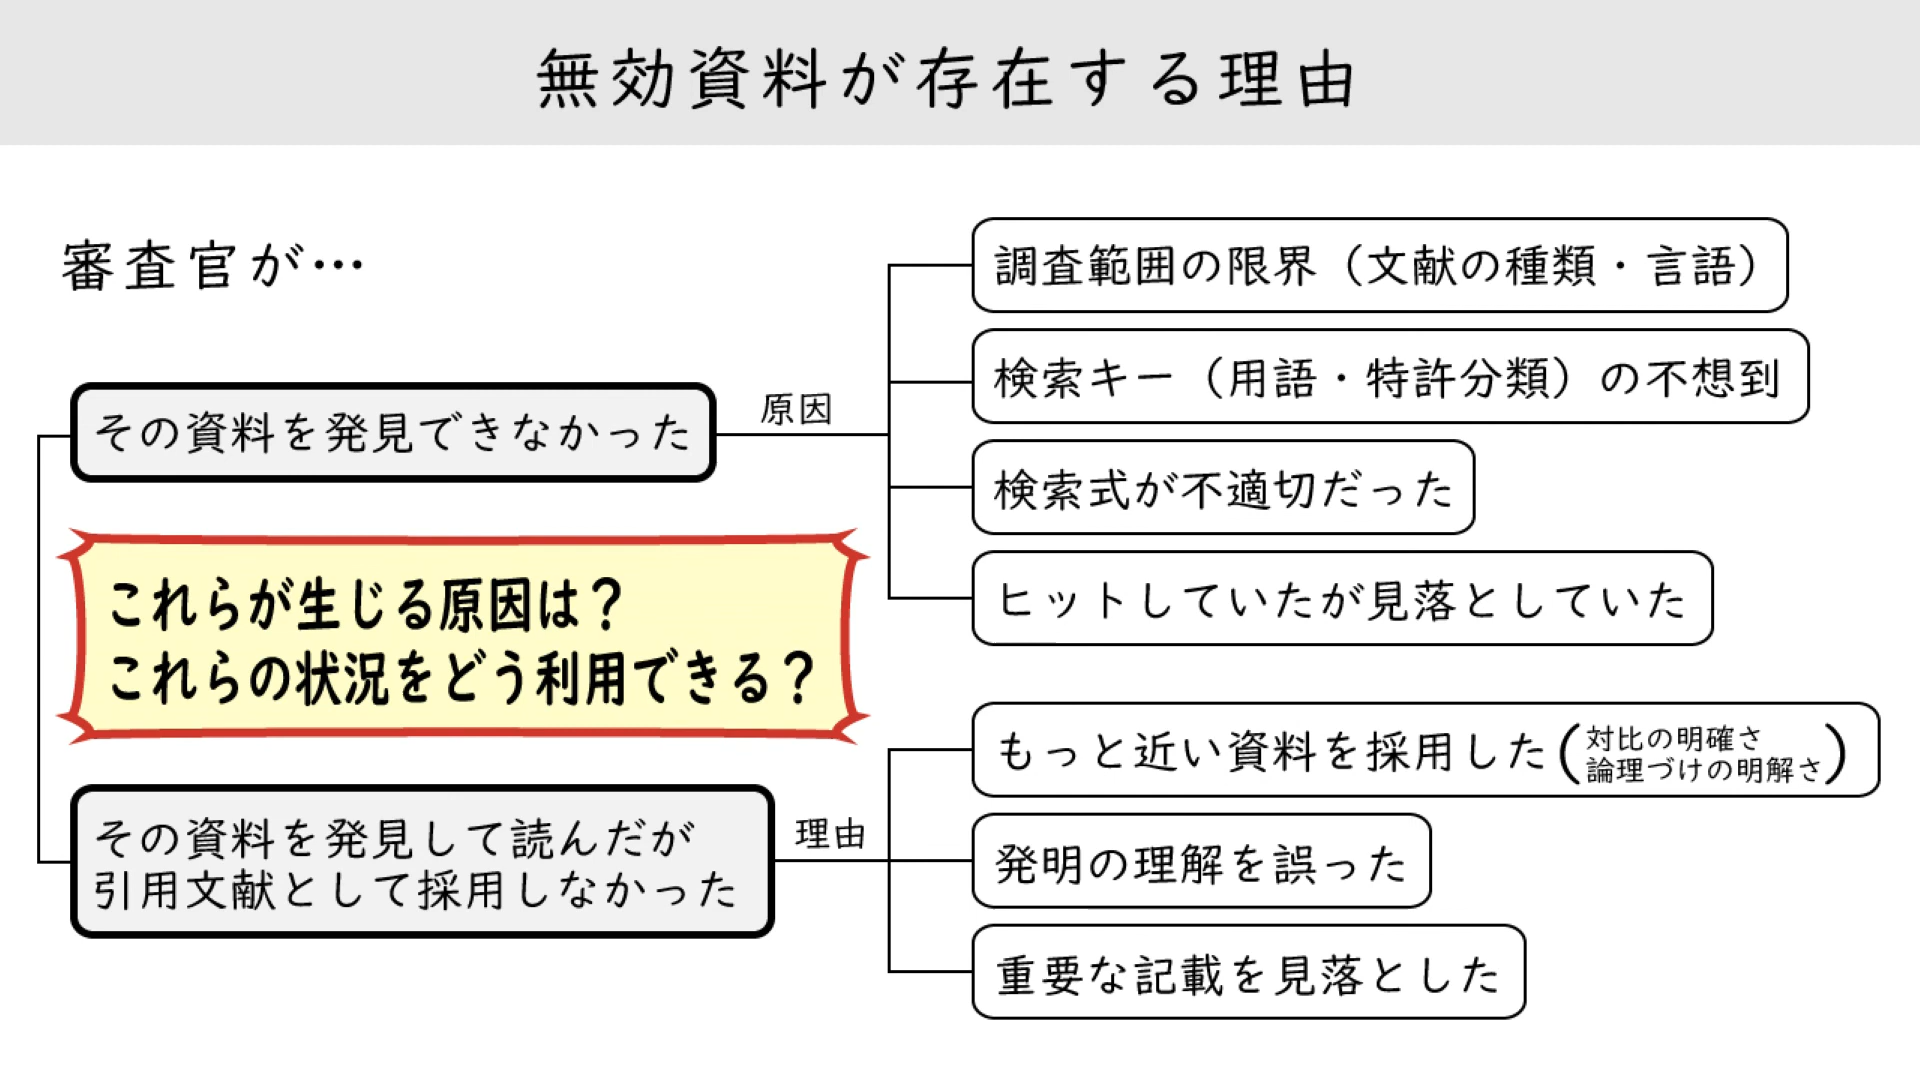 無効資料が存在する理由
審査官が…
その資料を発見できなかった
原因
調査範囲の限界（文献の種類・言語）
検索キー（用語・特許分類）の不想到
検索式が不適切だった
ヒットしていたが見落としていた
これらが生じる原因は？
これらの状況をどう利用できる？
その資料を発見して読んだが
引用文献として採用しなかった
理由
もっと近い資料を採用した（対比の明確さ
論理づけの明解さ）
発明の理解を誤った
重要な記載を見落とした